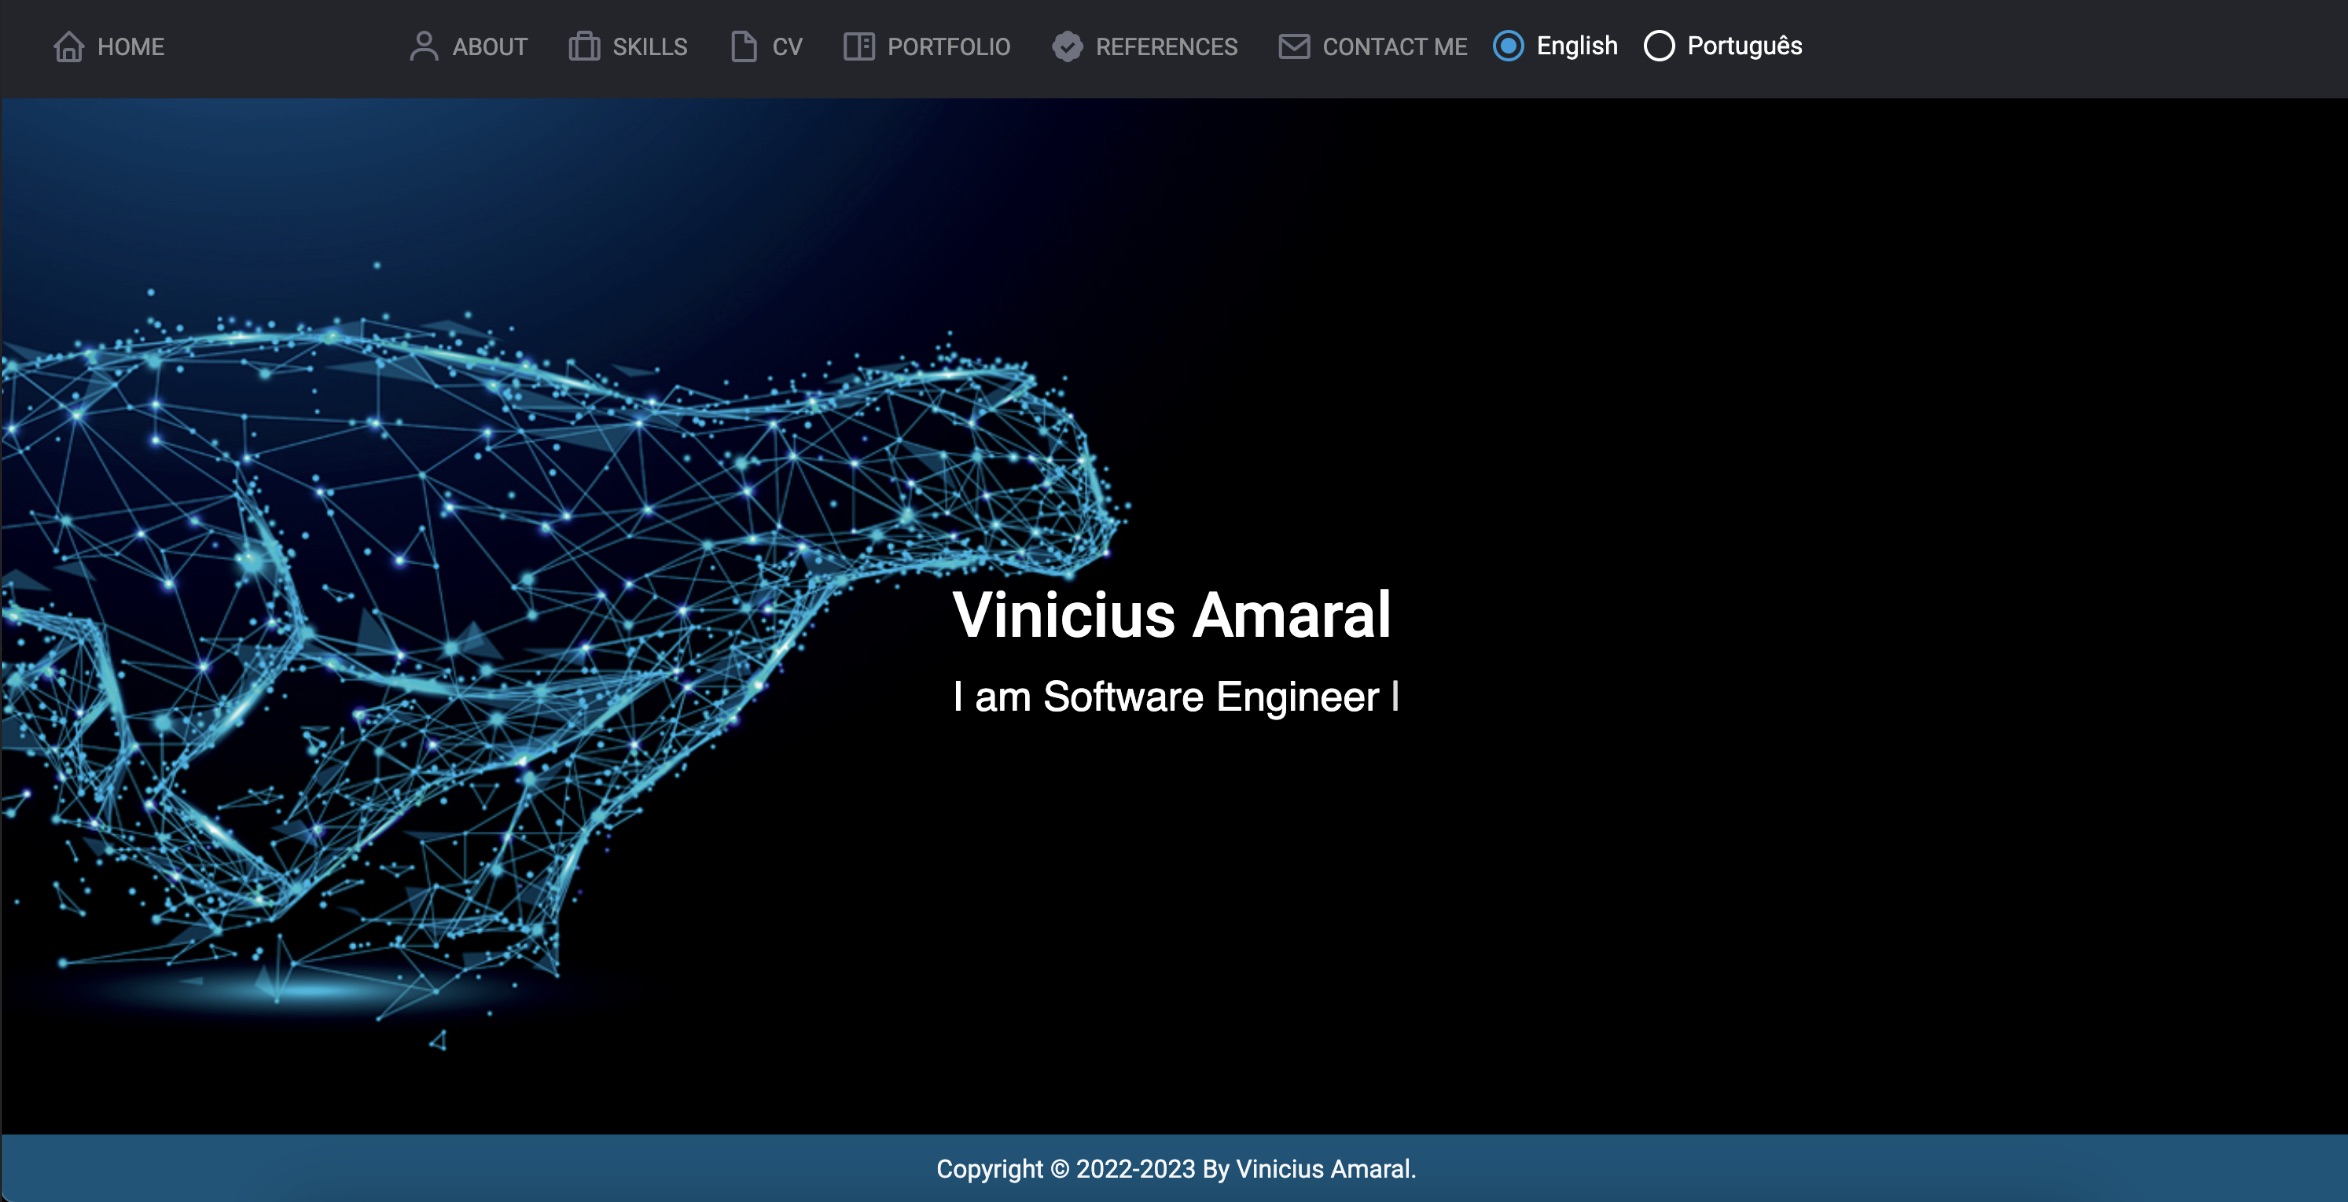 HOME ABOUT SKILLS CV PORTFOLIO REFERENCES CONTACT ME English Português
Vinicius Amaral
I am Software Engineer |
Copyright © 2022-2023 By Vinicius Amaral.